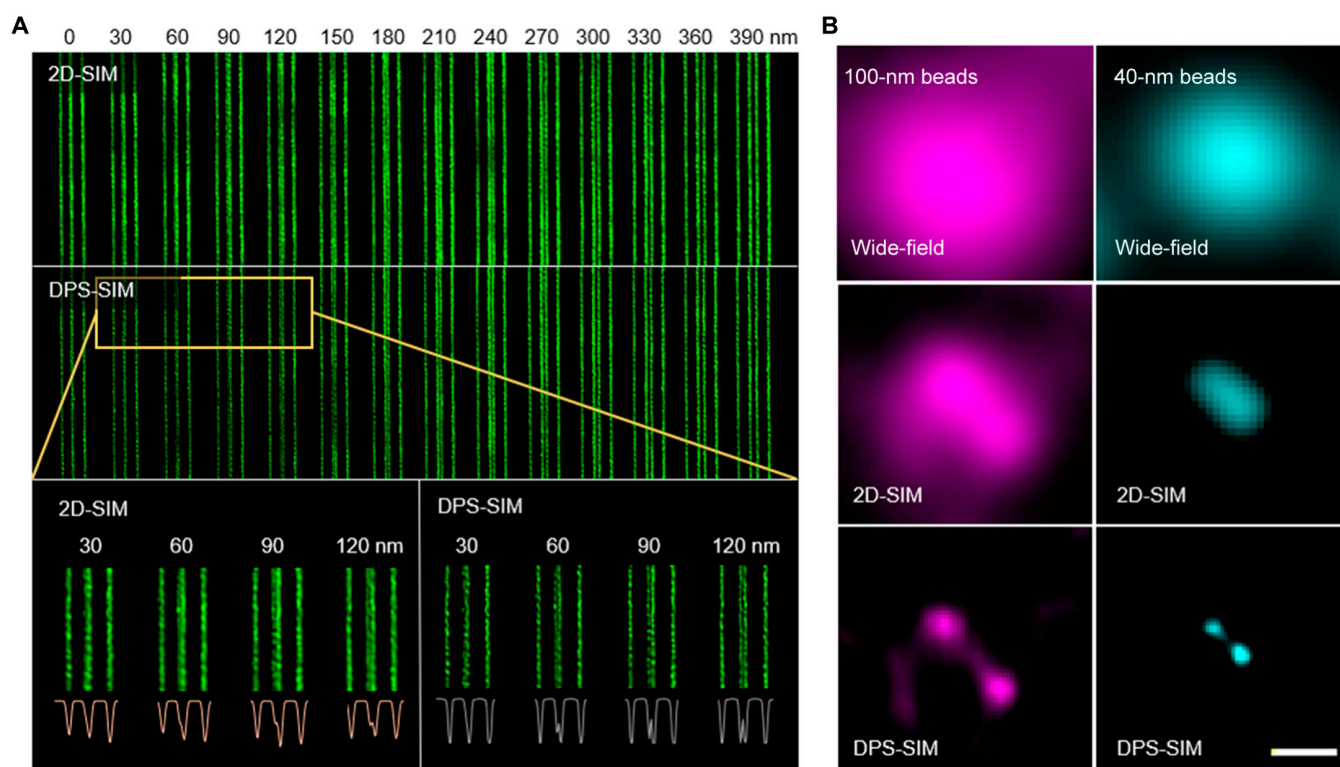 A
0 30 60 90 120 150 180 210 240 270 300 330 360 390 nm
2D-SIM
DPS-SIM
2D-SIM
30 60 90 120 nm
DPS-SIM
30 60 90 120 nm
B
100-nm beads
Wide-field
40-nm beads
Wide-field
2D-SIM
2D-SIM
DPS-SIM
DPS-SIM